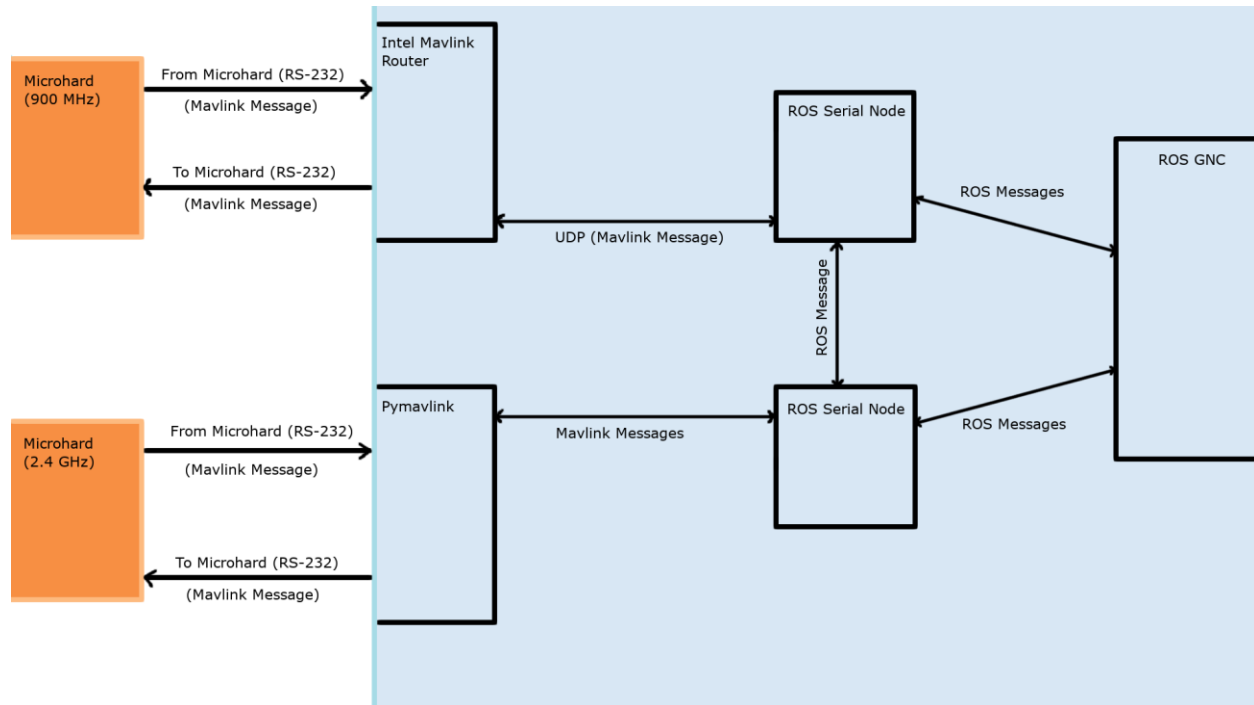 Microhard
(900 MHz)
From Microhard (RS-232)
(Mavlink Message)
To Microhard (RS-232)
(Mavlink Message)
Intel Mavlink
Router
UDP (Mavlink Message)
ROS Serial Node
ROS Messages
ROS GNC
ROS Message
Microhard
(2.4 GHz)
From Microhard (RS-232)
(Mavlink Message)
To Microhard (RS-232)
(Mavlink Message)
Pymavlink
Mavlink Messages
ROS Serial Node
ROS Messages